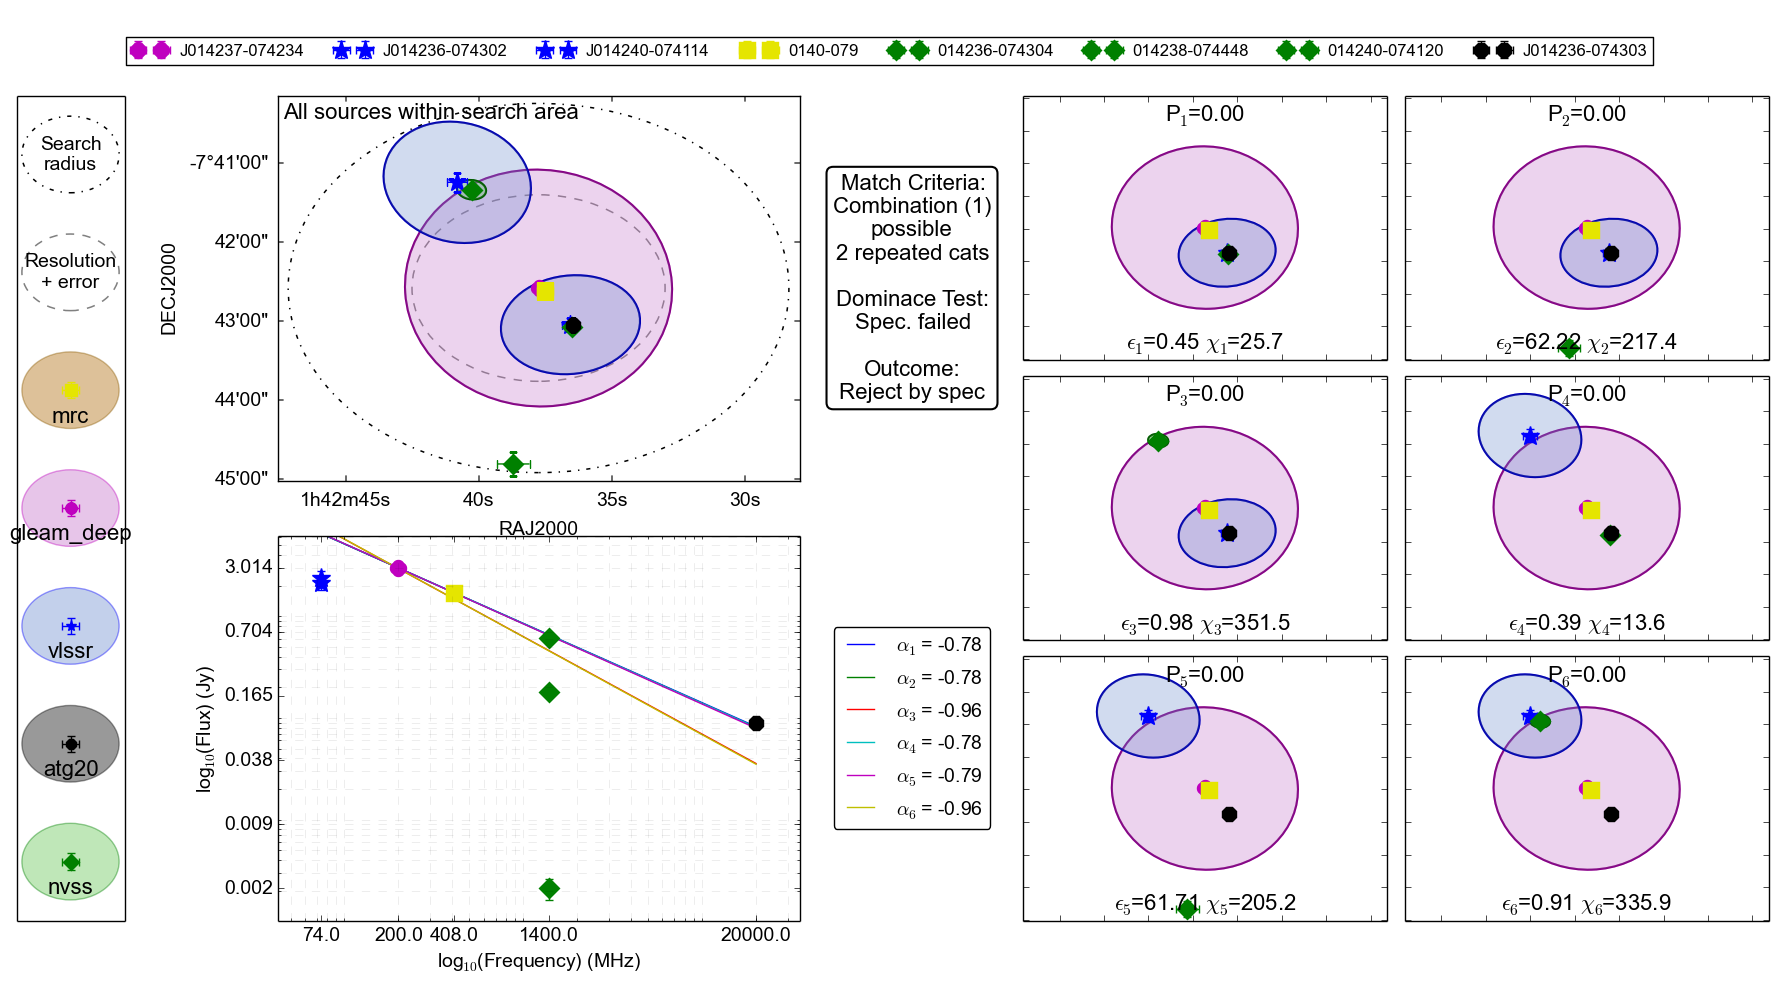 J014237-074234 J014236-074302 J014240-074114 0140-079 014236-074304 014238-074448 014240-074120 J014236-074303
Search
radius
Resolution
+ error
mrc
gleam_deep
vlssr
atg20
nvss
All sources within search area
DECJ2000
-7°41'00"
42'00"
43'00"
44'00"
45'00"
1h42m45s 40s 35s 30s
RAJ2000
log10(Flux) (Jy)
3.014
0.704
0.165
0.038
0.009
0.002
74.0 200.0 408.0 1400.0 20000.0
log10(Frequency) (MHz)
Match Criteria:
Combination (1)
possible
2 repeated cats
Dominace Test:
Spec. failed
Outcome:
Reject by spec
α1 = -0.78
α2 = -0.78
α3 = -0.96
α4 = -0.78
α5 = -0.79
α6 = -0.96
P1=0.00
ϵ1=0.45 χ1=25.7
P2=0.00
ϵ2=62.22 χ2=217.4
P3=0.00
ϵ3=0.98 χ3=351.5
P4=0.00
ϵ4=0.39 χ4=13.6
P5=0.00
ϵ5=61.71 χ5=205.2
P6=0.00
ϵ6=0.91 χ6=335.9